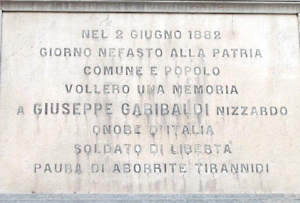 NEL 2 GIUGNO 1882
GIORNO NEFASTO ALLA PATRIA
COMUNE E POPOLO
VOLLERO UNA MEMORIA
A GIUSEPPE GARIBALDI NIZZARDO
ONORE D'ITALIA
SOLDATO DI LIBERTÀ
PAURA DI ABORRITE TIRANNIDI